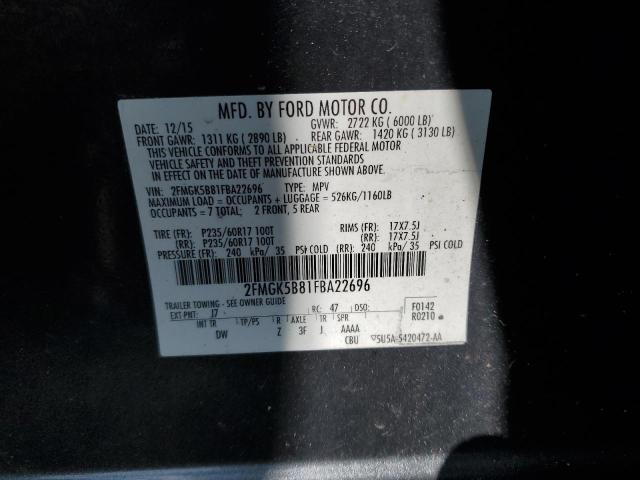 MFD. BY FORD MOTOR CO.
DATE: 12/15 GVWR: 2722 KG ( 6000 LB)
FRONT GAWR: 1311 KG ( 2890 LB) REAR GAWR: 1420 KG ( 3130 LB)
THIS VEHICLE CONFORMS TO ALL APPLICABLE FEDERAL MOTOR
VEHICLE SAFETY AND THEFT PREVENTION STANDARDS
IN EFFECT ON THE DATE OF MANUFACTURE SHOWN ABOVE.
VIN: 2FMGK5B81FBA22696 TYPE: MPV
MAXIMUM LOAD = OCCUPANTS + LUGGAGE = 526KG/1160LB
OCCUPANTS = 7 TOTAL; 2 FRONT, 5 REAR
TIRE (FR): P235/60R17 100T RIMS (FR): 17X7.5J
(RR): P235/60R17 100T (RR): 17X7.5J
PRESSURE (FR): 240 kPa/ 35 PSI COLD (RR): 240 kPa/ 35 PSI COLD
2FMGK5B81FBA22696
TRAILER TOWING - SEE OWNER GUIDE
EXT PNT: J7 RC: 47 DSO: F0142
INT TR TP/PS R AXLE TR SPR R0210
DW Z 3F J AAAA
CBU 5U5A-5420472-AA